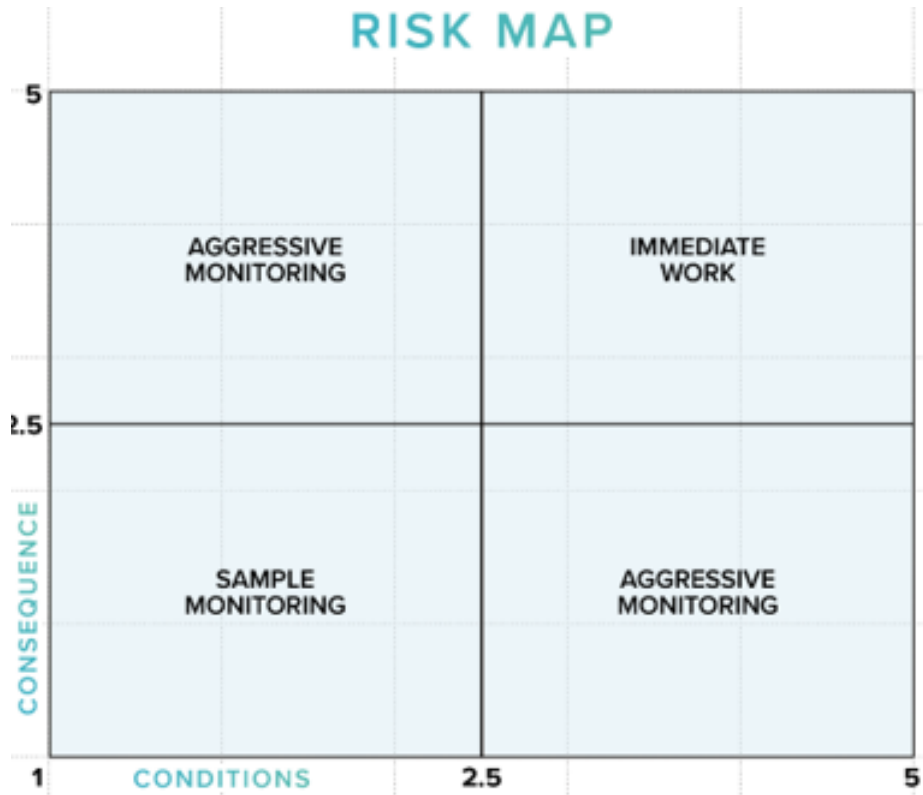 RISK MAP
5
AGGRESSIVE
MONITORING
IMMEDIATE
WORK
2.5
SAMPLE
MONITORING
AGGRESSIVE
MONITORING
CONSEQUENCE
1
CONDITIONS
2.5
5